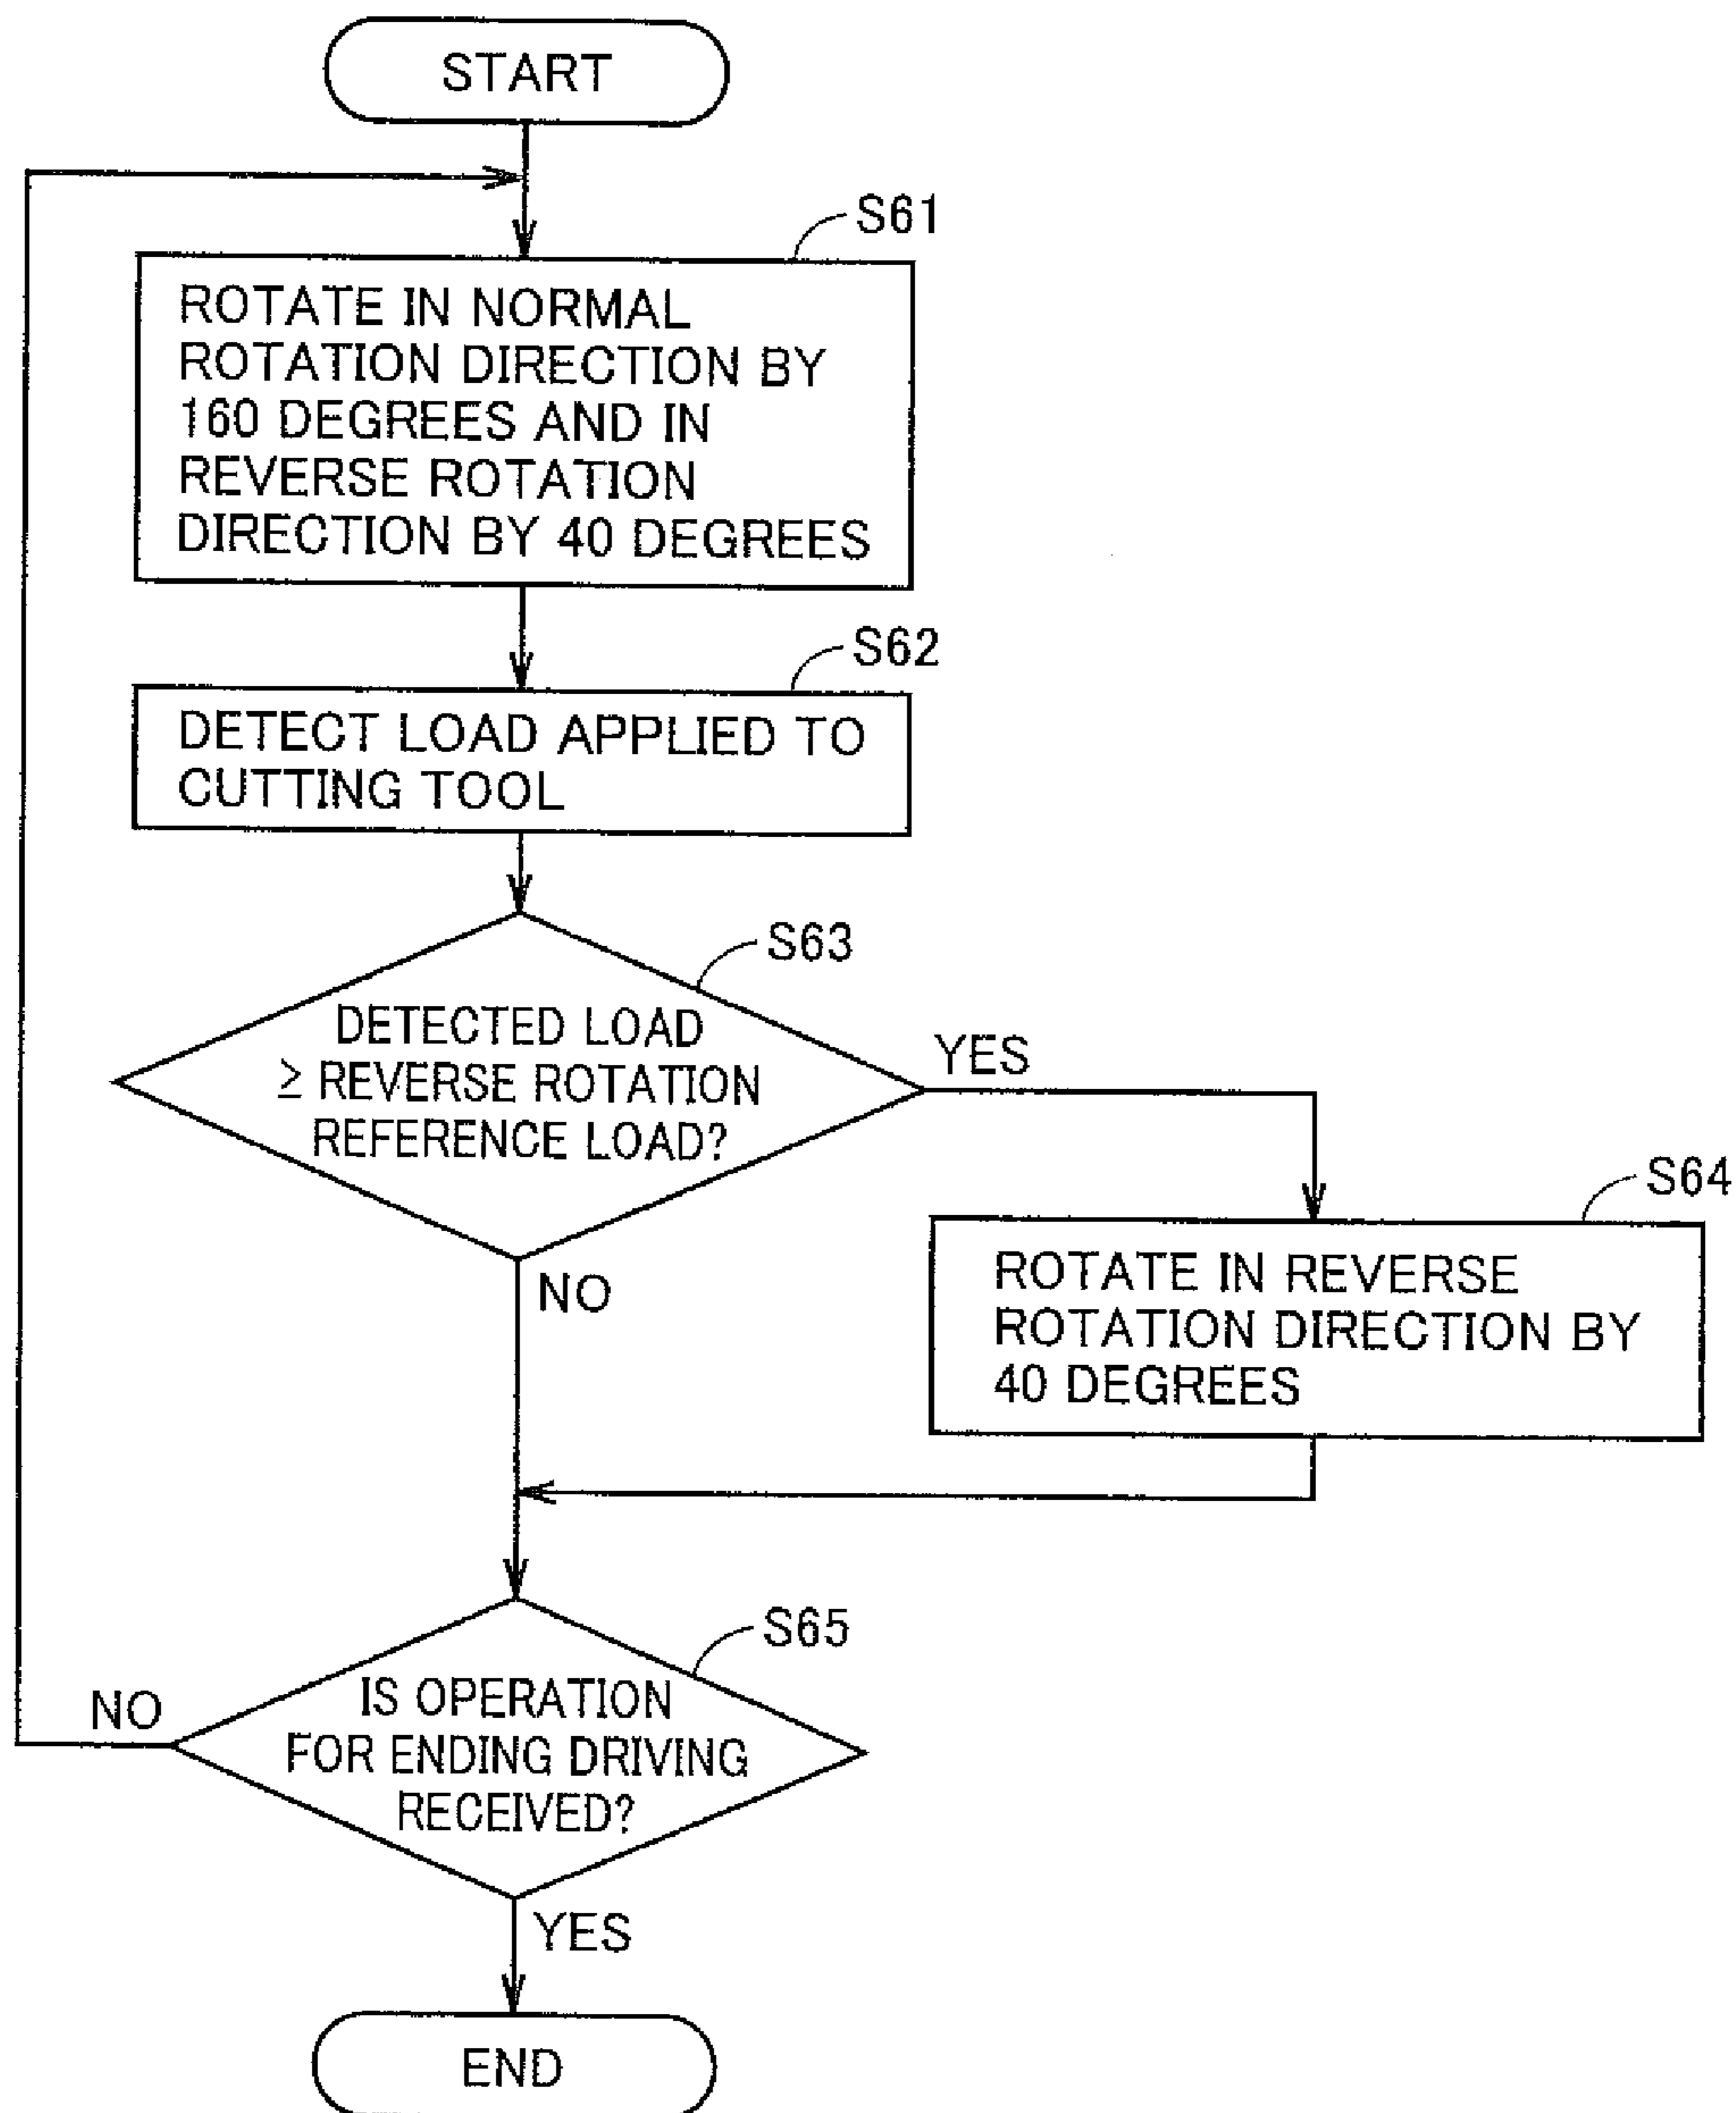 START
S61
ROTATE IN NORMAL
ROTATION DIRECTION BY
160 DEGREES AND IN
REVERSE ROTATION
DIRECTION BY 40 DEGREES
S62
DETECT LOAD APPLIED TO
CUTTING TOOL
S63
DETECTED LOAD
≥ REVERSE ROTATION
REFERENCE LOAD?
YES
NO
S64
ROTATE IN REVERSE
ROTATION DIRECTION BY
40 DEGREES
S65
IS OPERATION
FOR ENDING DRIVING
RECEIVED?
NO
YES
END